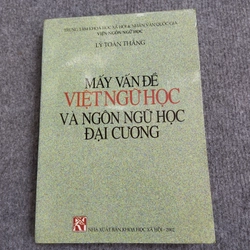 TRUNG TÂM KHOA HỌC XÃ HỘI & NHÂN VĂN QUỐC GIA
VIỆN NGÔN NGỮ HỌC
LÝ TOÀN THẮNG
MẤY VẤN ĐỀ
VIỆT NGỮ HỌC
VÀ NGÔN NGỮ HỌC
ĐẠI CƯƠNG
NHÀ XUẤT BẢN KHOA HỌC XÃ HỘI - 2002